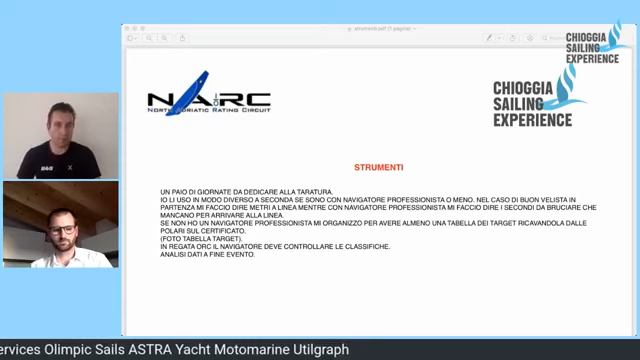 strumenti.pdf (1 pagina)
CHIOGGIA
SAILING
EXPERIENCE
NARC
NORTH ADRIATIC RATING CIRCUIT
CHIOGGIA
SAILING
EXPERIENCE
STRUMENTI
UN PAIO DI GIORNATE DA DEDICARE ALLA TARATURA.
IO LI USO IN MODO DIVERSO A SECONDA SE SONO CON NAVIGATORE PROFESSIONISTA O MENO. NEL CASO DI BUON VELISTA IN
PARTENZA MI FACCIO DIRE METRI A LINEA MENTRE CON NAVIGATORE PROFESSIONISTA MI FACCIO DIRE I SECONDI DA BRUCIARE CHE
MANCANO PER ARRIVARE ALLA LINEA.
SE NON HO UN NAVIGATORE PROFESSIONISTA MI ORGANIZZO PER AVERE ALMENO UNA TABELLA DEI TARGET RICAVANDOLA DALLE
POLARI SUL CERTIFICATO.
(FOTO TABELLA TARGET).
IN REGATA ORC IL NAVIGATORE DEVE CONTROLLARE LE CLASSIFICHE.
ANALISI DATI A FINE EVENTO.
ervices Olimpic Sails ASTRA Yacht Motomarine Utilgraph